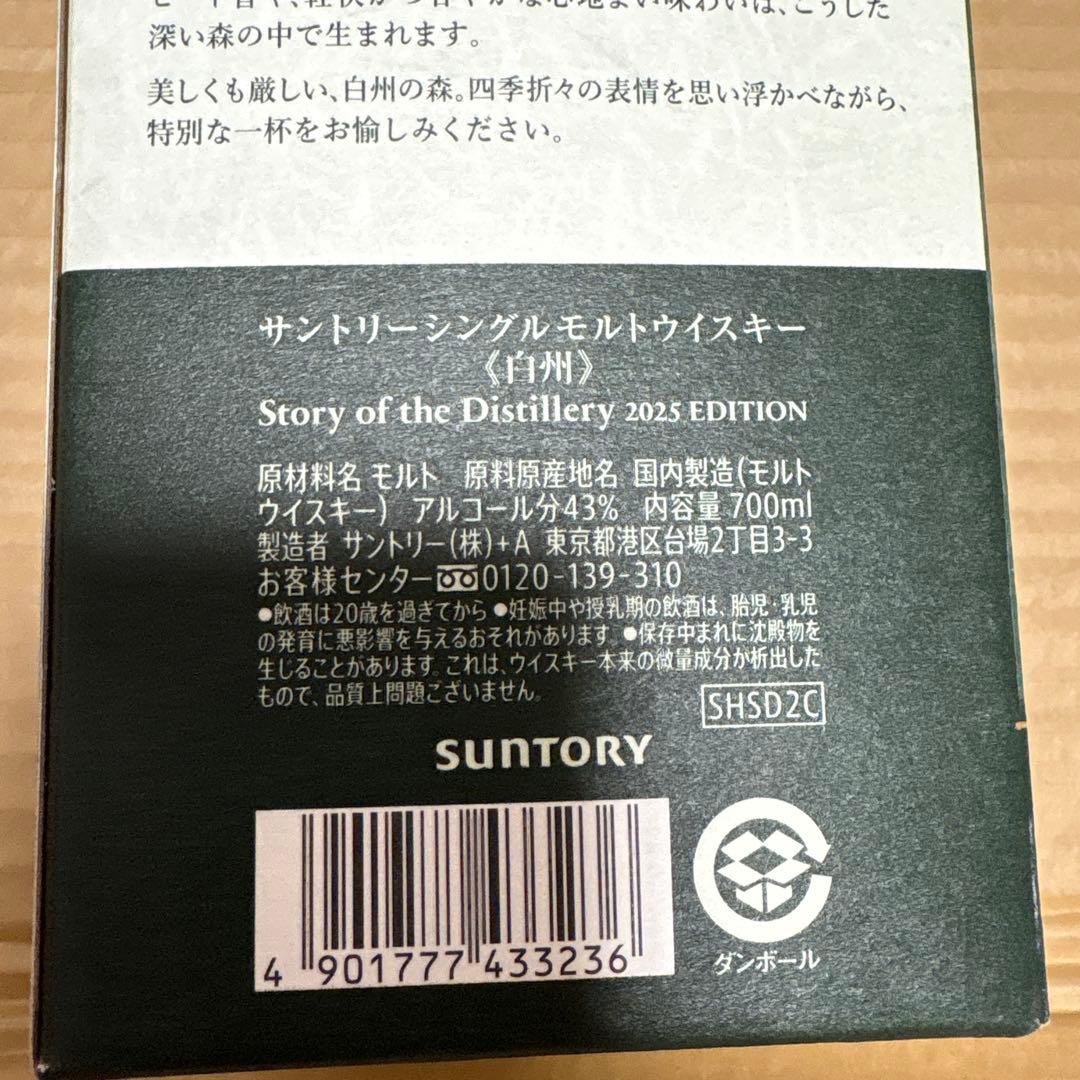 深い森の中で生まれます。
美しくも厳しい、白州の森。四季折々の表情を思い浮かべながら、
特別な一杯をお愉しみください。
サントリーシングルモルトウイスキー
《白州》
Story of the Distillery 2025 EDITION
原材料名 モルト 原料原産地名 国内製造(モルト
ウイスキー) アルコール分43% 内容量 700ml
製造者 サントリー(株)+A 東京都港区台場2丁目3-3
お客様センター 0120-139-310
●飲酒は20歳を過ぎてから ●妊娠中や授乳期の飲酒は、胎児・乳児
の発育に悪影響を与えるおそれがあります。 ●保存中まれに沈殿物を
生じることがあります。これは、ウイスキー本来の微量成分が析出した
もので、品質上問題ございません。
SHSD2C
SUNTORY
4 901777 433236
ダンボール